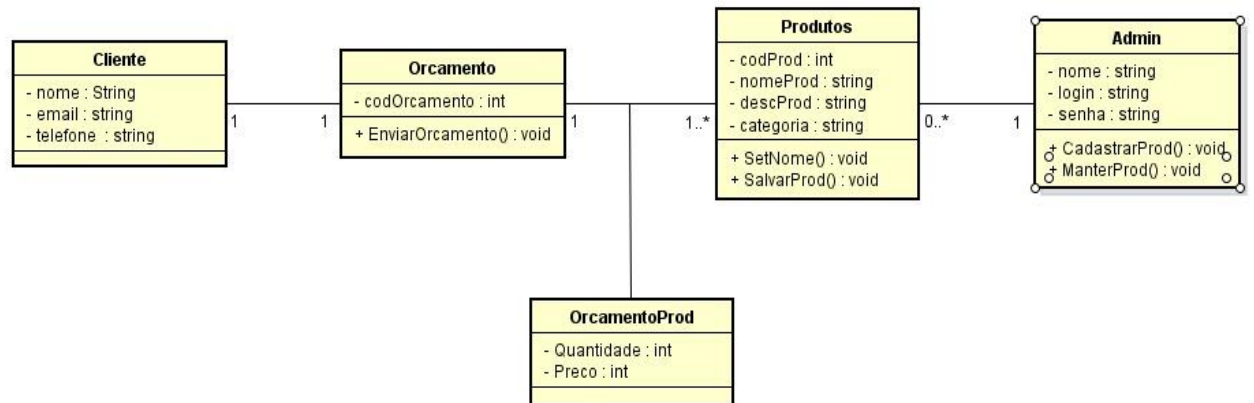 Cliente
- nome : String
- email : string
- telefone : string
1
1
Orcamento
- codOrcamento : int
+ EnviarOrcamento() : void
1
1..*
Produtos
- codProd : int
- nomeProd : string
- descProd : string
- categoria : string
+ SetNome() : void
+ SalvarProd() : void
0..*
1
Admin
- nome : string
- login : string
- senha : string
+ CadastrarProd() : void
+ ManterProd() : void
OrcamentoProd
- Quantidade : int
- Preco : int